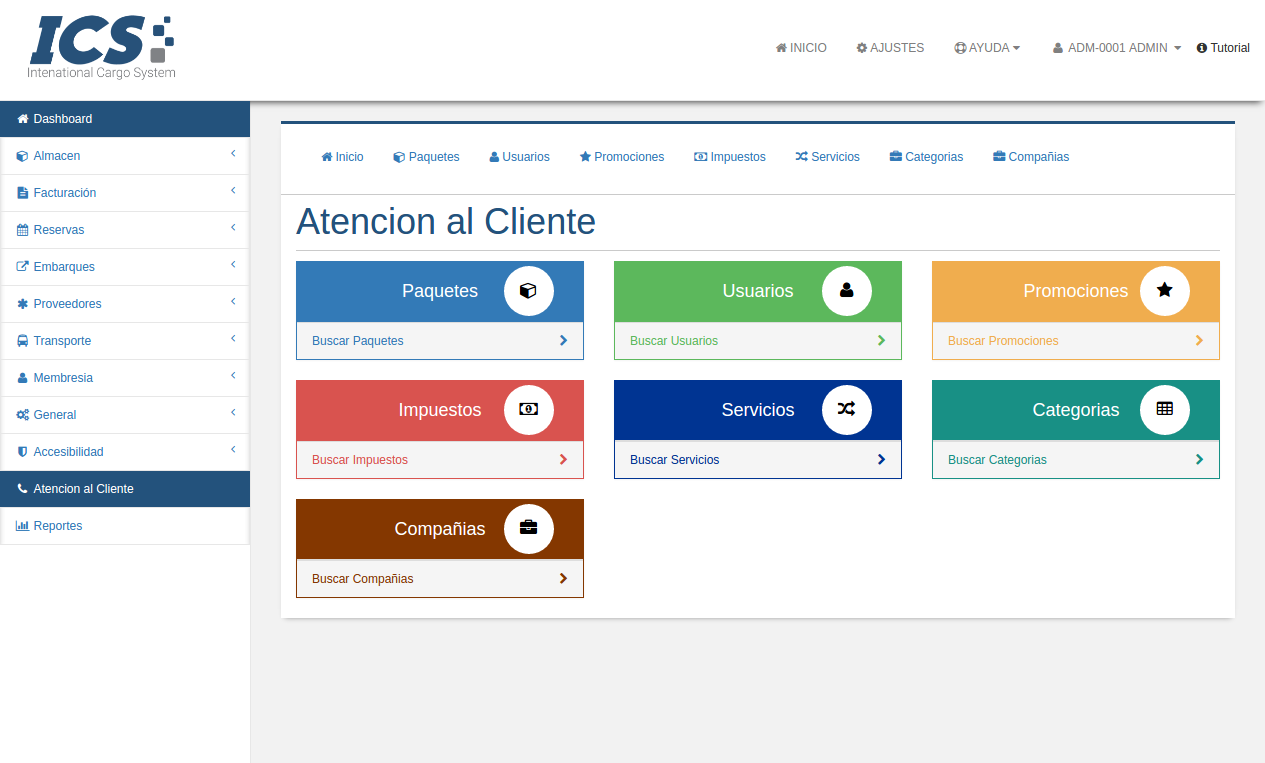 ICS
Intenational Cargo System
INICIO
AJUSTES
AYUDA
ADM-0001 ADMIN
Tutorial
Dashboard
Almacen
Facturación
Reservas
Embarques
Proveedores
Transporte
Membresia
General
Accesibilidad
Atencion al Cliente
Reportes
Inicio
Paquetes
Usuarios
Promociones
Impuestos
Servicios
Categorias
Compañias
Atencion al Cliente
Paquetes
Buscar Paquetes
Usuarios
Buscar Usuarios
Promociones
Buscar Promociones
Impuestos
Buscar Impuestos
Servicios
Buscar Servicios
Categorias
Buscar Categorias
Compañias
Buscar Compañias